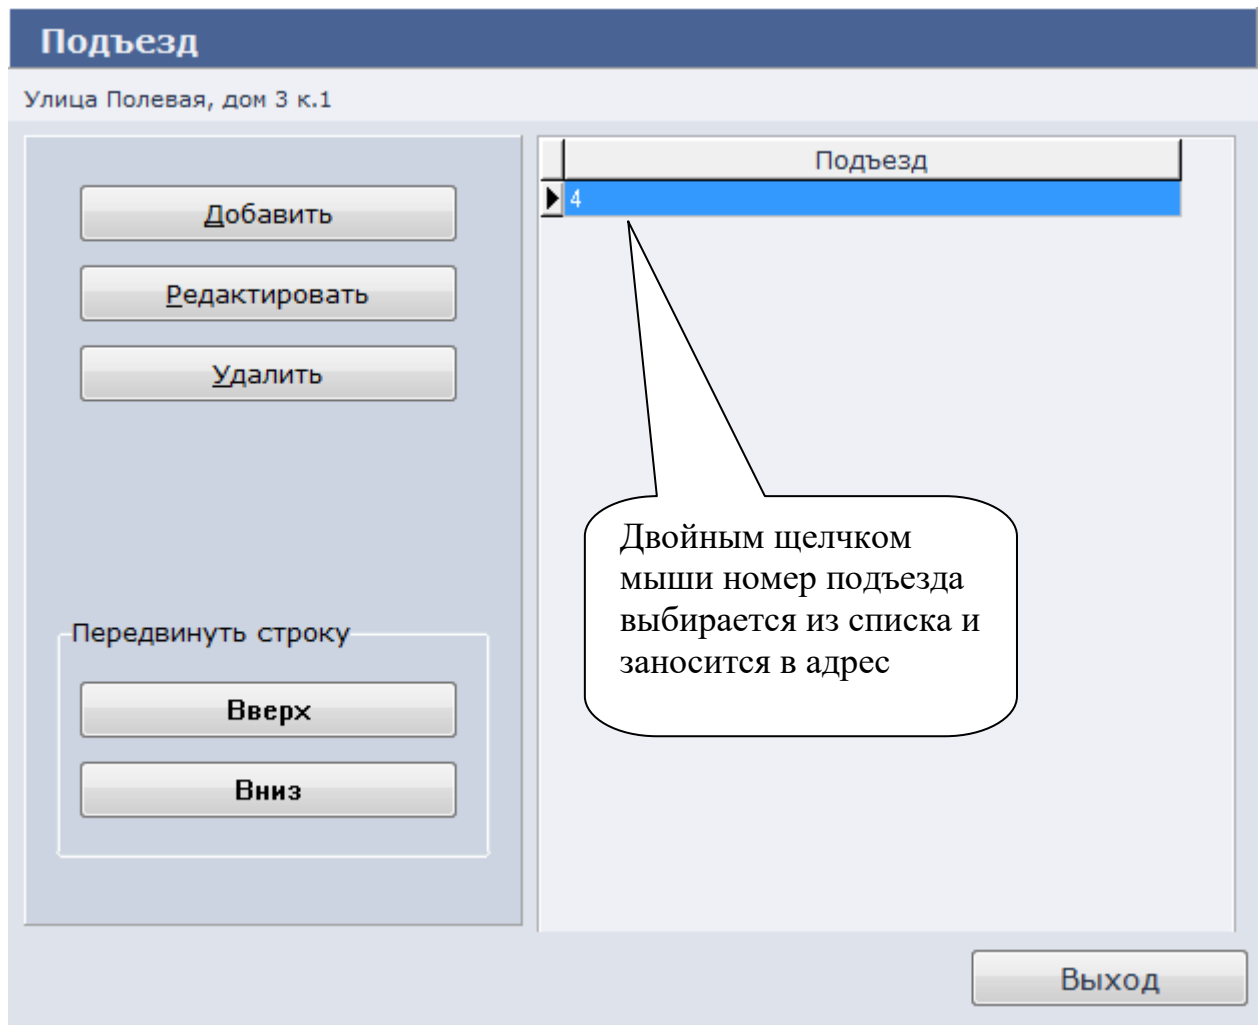 Подъезд
Улица Полевая, дом 3 к.1
Добавить
Редактировать
Удалить
Передвинуть строку
Вверх
Вниз
Подъезд
4
Двойным щелчком
мыши номер подъезда
выбирается из списка и
заносится в адрес
Выход